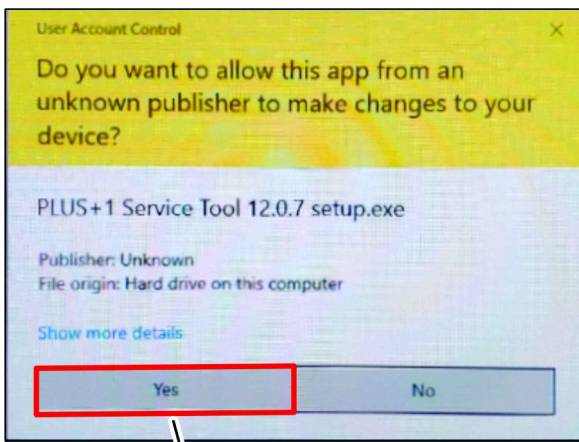 User Account Control
Do you want to allow this app from an
unknown publisher to make changes to your
device?
PLUS+1 Service Tool 12.0.7 setup.exe
Publisher: Unknown
File origin: Hard drive on this computer
Show more details
Yes
No